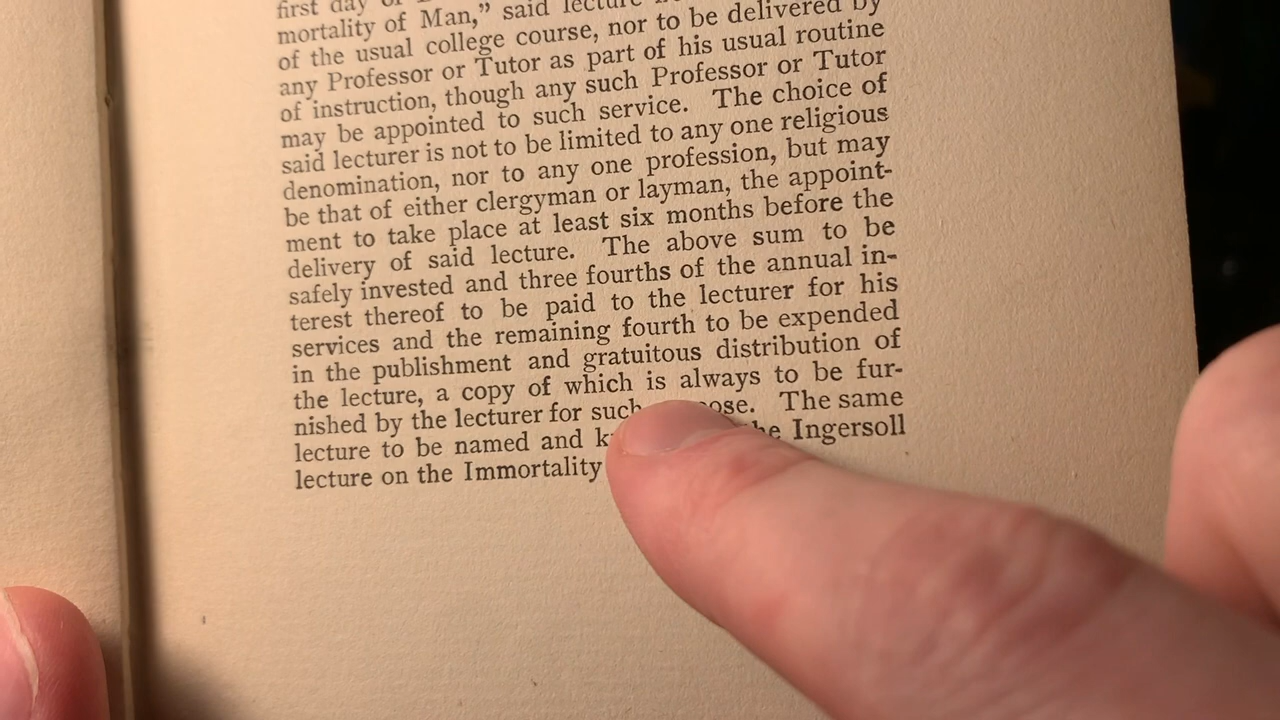 first day of
mortality of Man,” said lecture
of the usual college course, nor to be delivered by
any Professor or Tutor as part of his usual routine
of instruction, though any such Professor or Tutor
may be appointed to such service. The choice of
said lecturer is not to be limited to any one religious
denomination, nor to any one profession, but may
be that of either clergyman or layman, the appoint-
ment to take place at least six months before the
delivery of said lecture. The above sum to be
safely invested and three fourths of the annual in-
terest thereof to be paid to the lecturer for his
services and the remaining fourth to be expended
in the publishment and gratuitous distribution of
the lecture, a copy of which is always to be fur-
nished by the lecturer for such The same
lecture to be named and the Ingersoll
lecture on the Immortality